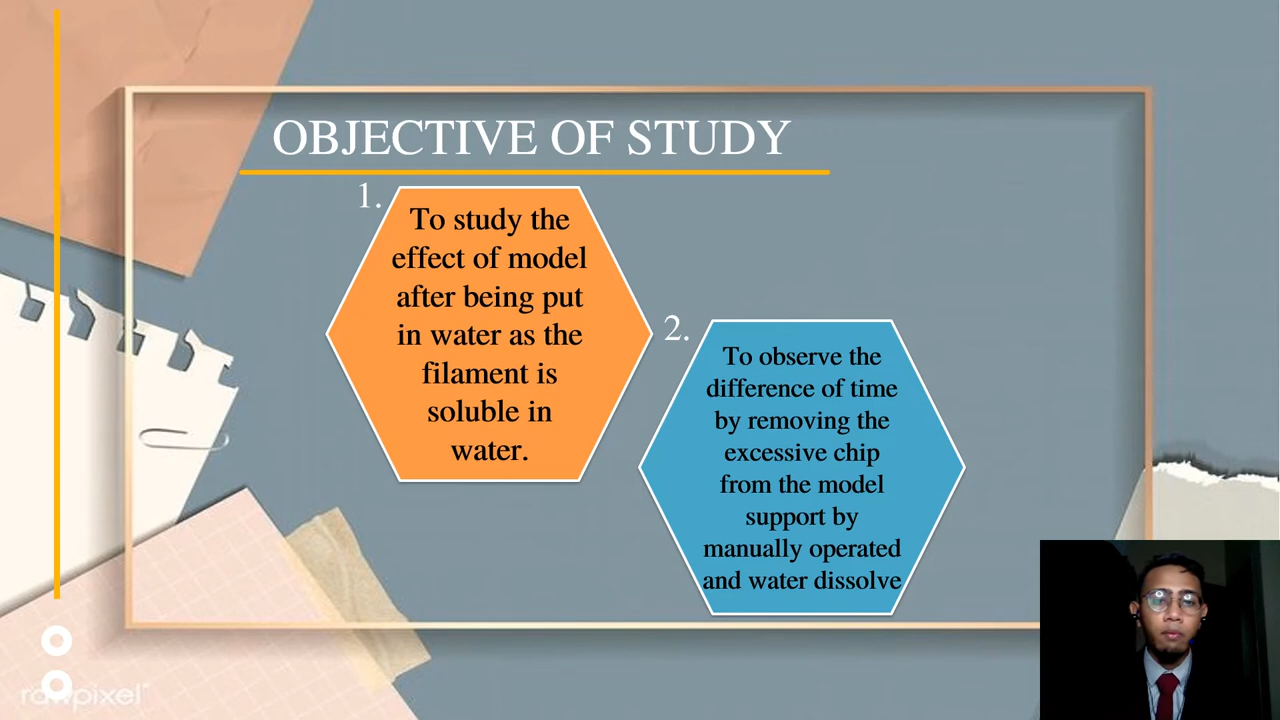 OBJECTIVE OF STUDY
1.
To study the
effect of model
after being put
in water as the
filament is
soluble in
water.
2.
To observe the
difference of time
by removing the
excessive chip
from the model
support by
manually operated
and water dissolve
rawpixel